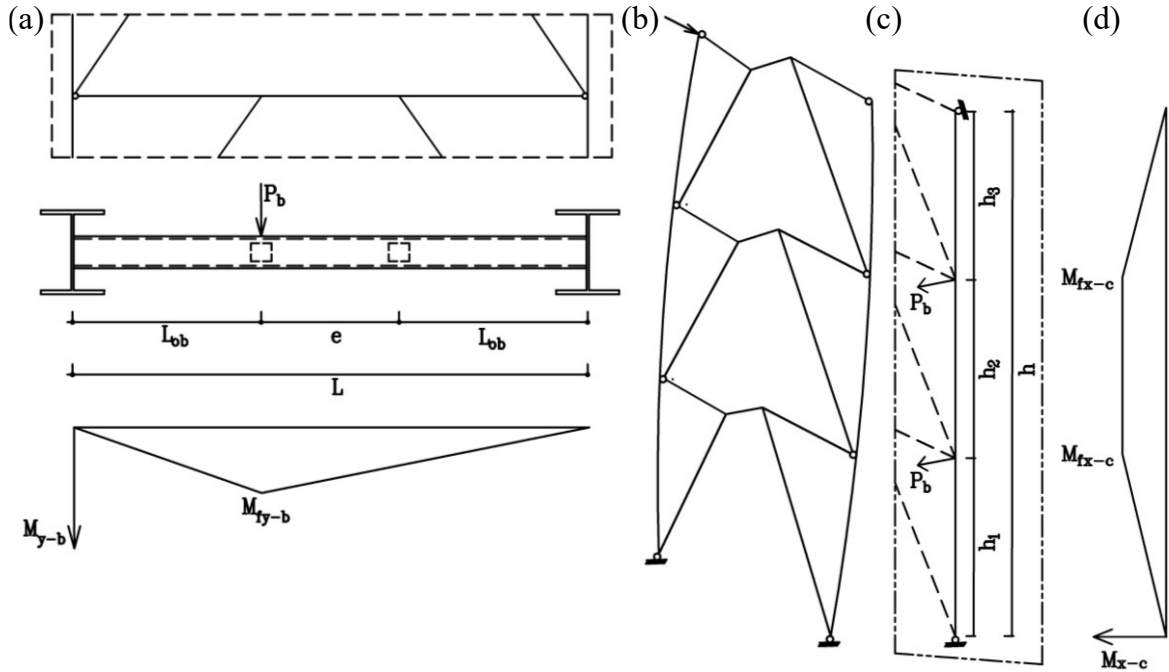 (a)
P_b
L_ob e L_ob
L
M_fy-b
M_y-b
(b)
(c)
h_3
P_b
h_2
h
P_b
h_1
(d)
M_fx-c
M_fx-c
M_x-c